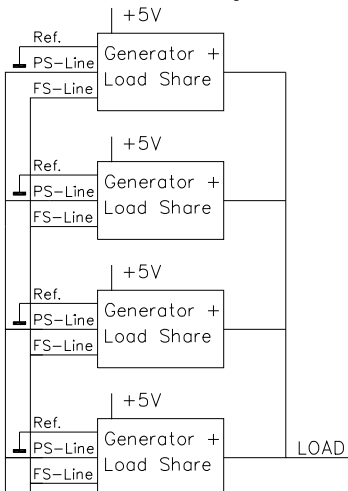 +5V
Ref.
PS-Line
FS-Line
Generator +
Load Share
+5V
Ref.
PS-Line
FS-Line
Generator +
Load Share
+5V
Ref.
PS-Line
FS-Line
Generator +
Load Share
+5V
Ref.
PS-Line
FS-Line
Generator +
Load Share
LOAD